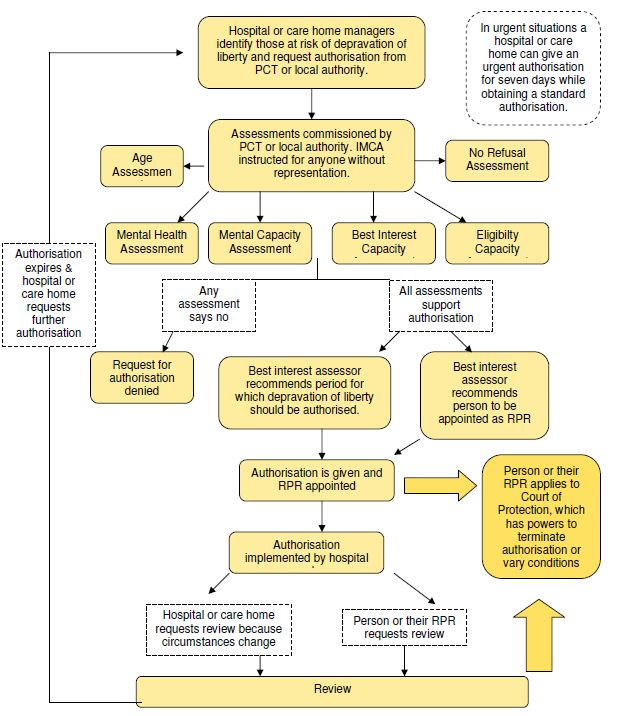 Hospital or care home managers
identify those at risk of depravation of
liberty and request authorisation from
PCT or local authority.
In urgent situations a
hospital or care
home can give an
urgent authorisation
for seven days while
obtaining a standard
authorisation.
Assessments commissioned by
PCT or local authority. IMCA
instructed for anyone without
representation.
Age
Assessmen
No Refusal
Assessment
Mental Health
Assessment
Mental Capacity
Assessment
Best Interest
Capacity
Eligibilty
Capacity
Authorisation
expires &
hospital or
care home
requests
further
authorisation
Any
assessment
says no
All assessments
support
authorisation
Request for
authorisation
denied
Best interest assessor
recommends period for
which depravation of liberty
should be authorised.
Best interest
assessor
recommends
person to be
appointed as RPR
Authorisation is given and
RPR appointed
Person or their
RPR applies to
Court of
Protection, which
has powers to
terminate
authorisation or
vary conditions
Authorisation
implemented by hospital
Hospital or care home
requests review because
circumstances change
Person or their RPR
requests review
Review